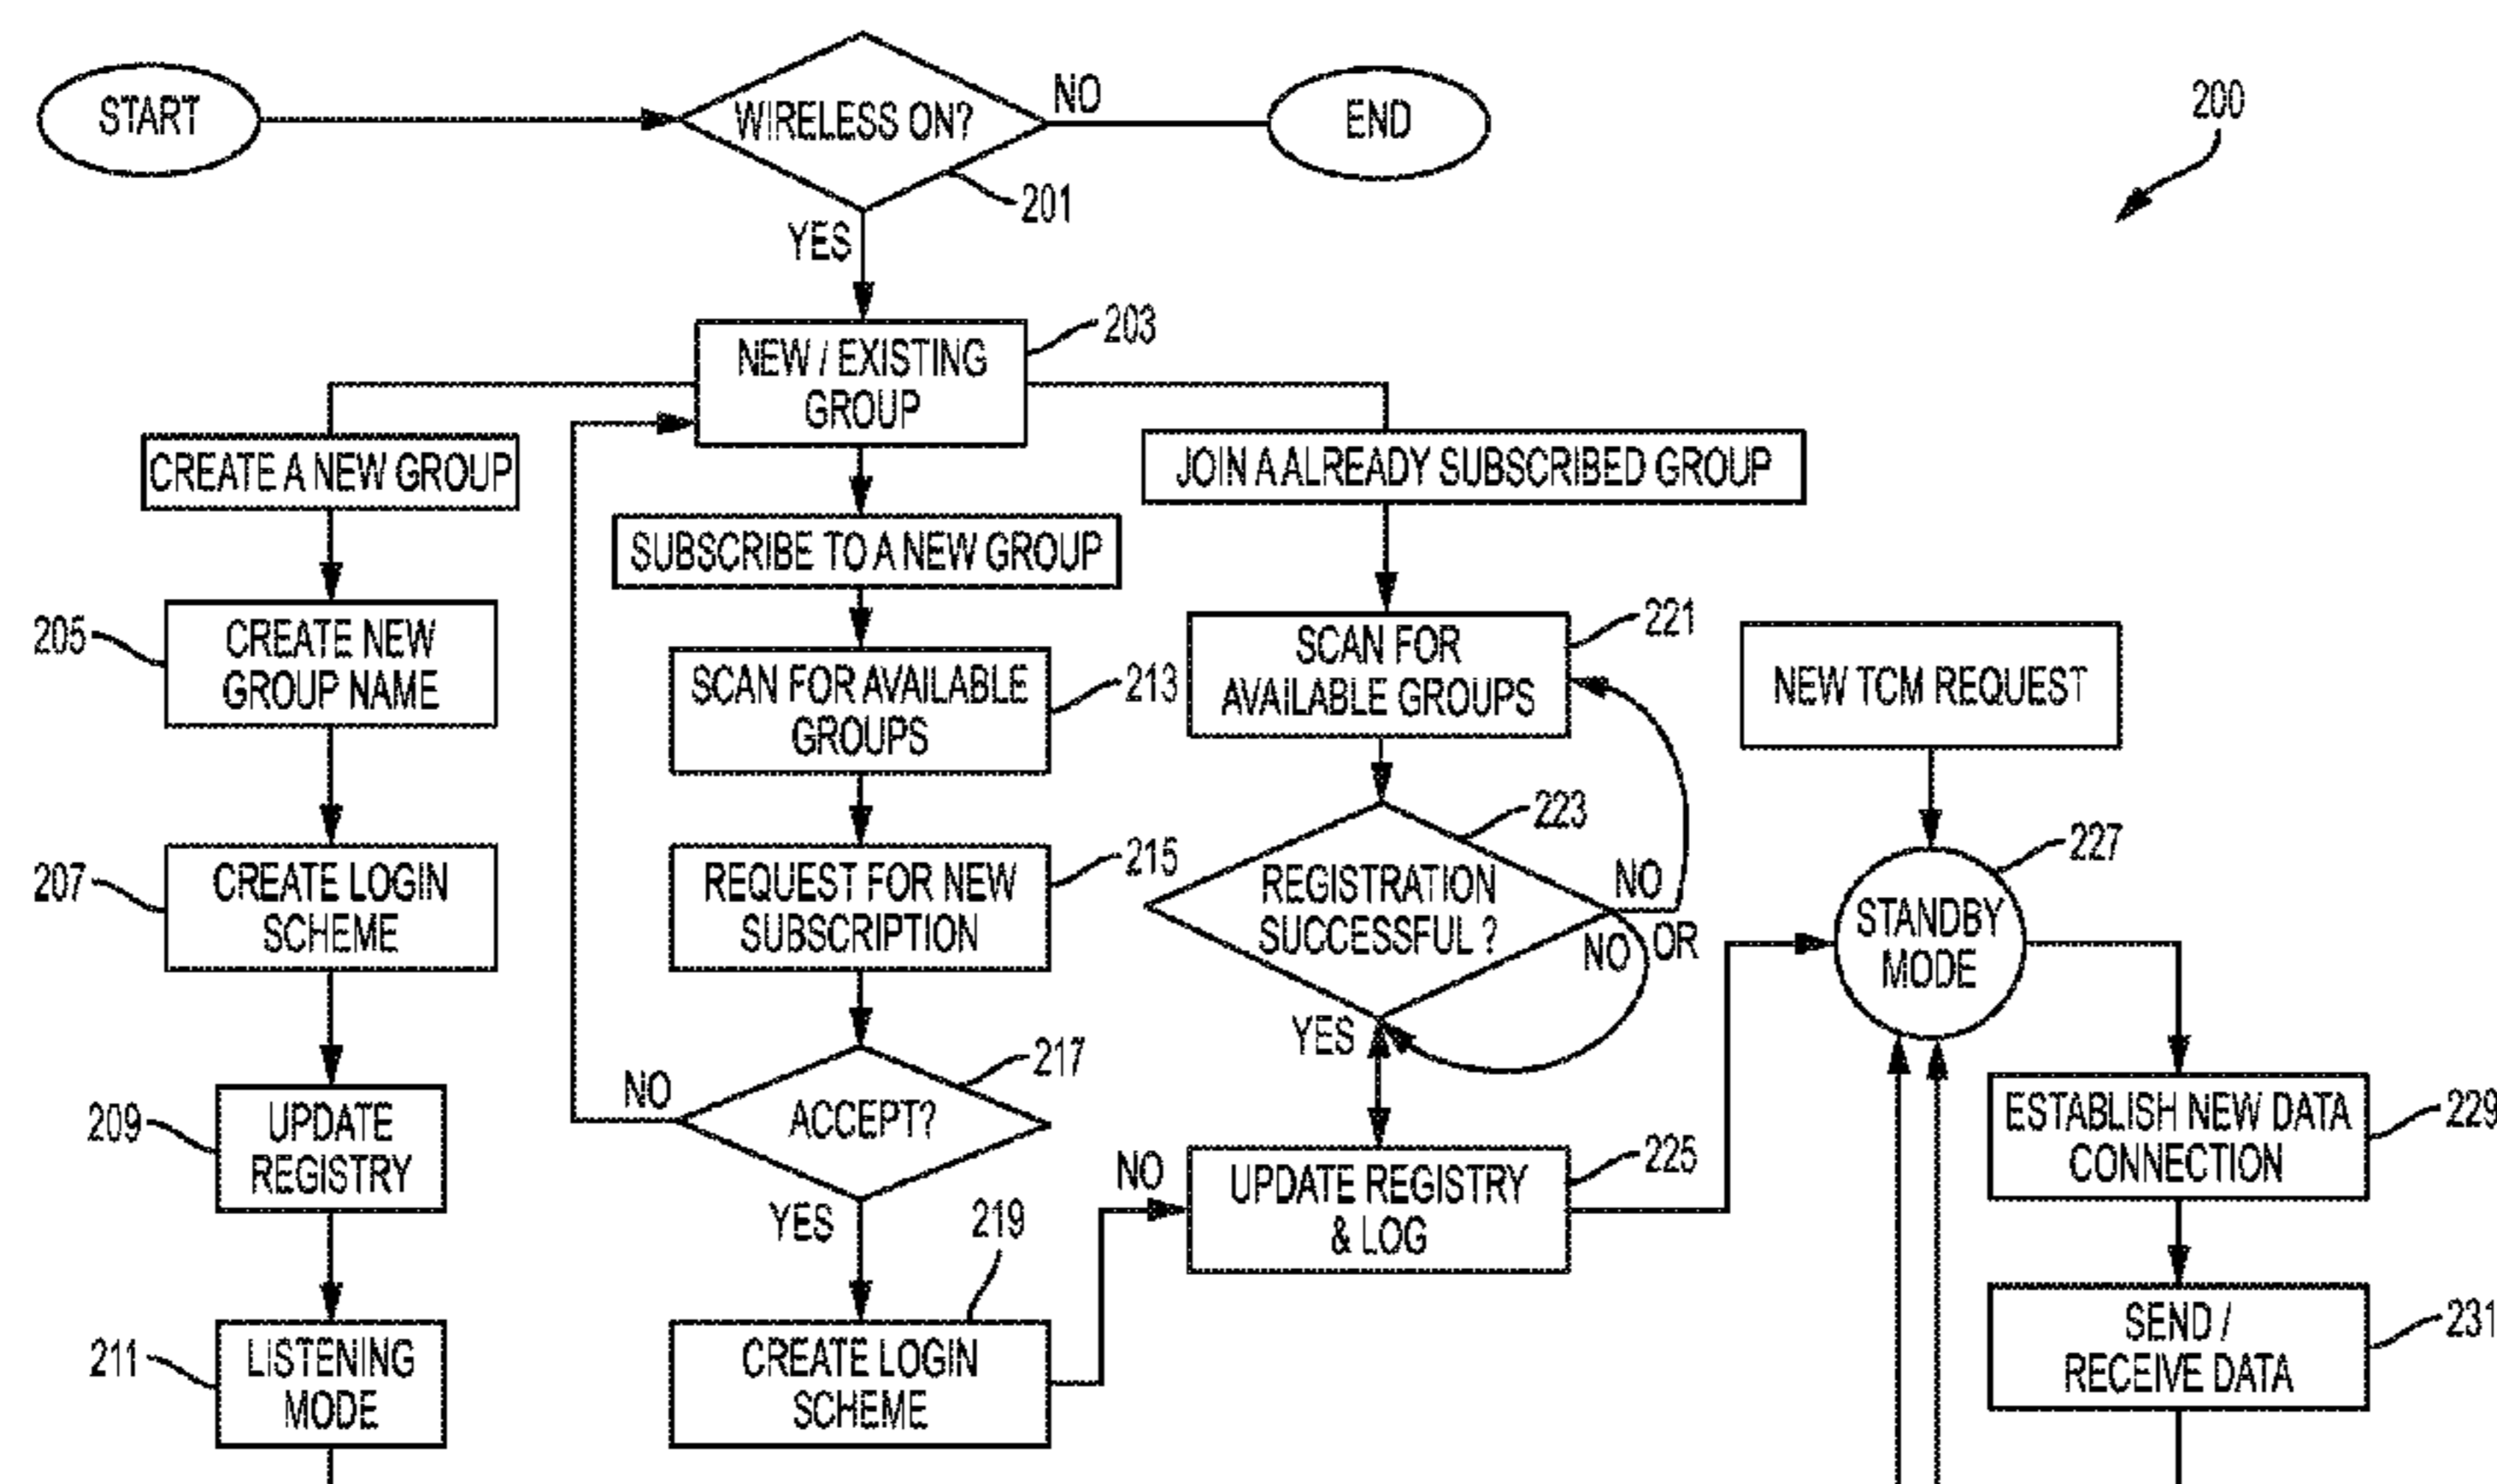 START
WIRELESS ON?
NO
END
200
201
YES
203
NEW / EXISTING
GROUP
CREATE A NEW GROUP
JOIN A ALREADY SUBSCRIBED GROUP
SUBSCRIBE TO A NEW GROUP
205
CREATE NEW
GROUP NAME
SCAN FOR AVAILABLE
GROUPS
213
SCAN FOR
AVAILABLE GROUPS
221
NEW TCM REQUEST
207
CREATE LOGIN
SCHEME
REQUEST FOR NEW
SUBSCRIPTION
215
223
REGISTRATION
SUCCESSFUL ?
NO
NO
OR
YES
227
STANDBY
MODE
209
UPDATE
REGISTRY
NO
ACCEPT?
217
YES
219
NO
UPDATE REGISTRY
& LOG
225
ESTABLISH NEW DATA
CONNECTION
229
211
LISTENING
MODE
CREATE LOGIN
SCHEME
SEND /
RECEIVE DATA
231